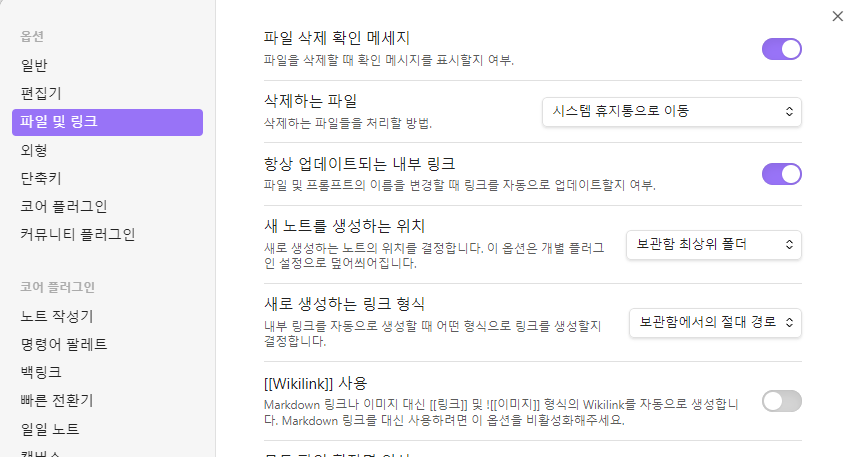 옵션
일반
편집기
파일 및 링크
외형
단축키
코어 플러그인
커뮤니티 플러그인
코어 플러그인
노트 작성기
명령어 팔레트
백링크
빠른 전환기
일일 노트
파일 삭제 확인 메세지
파일을 삭제할 때 확인 메시지를 표시할지 여부.
삭제하는 파일
삭제하는 파일들을 처리할 방법.
시스템 휴지통으로 이동
항상 업데이트되는 내부 링크
파일 및 프롬프트의 이름을 변경할 때 링크를 자동으로 업데이트할지 여부.
새 노트를 생성하는 위치
새로 생성하는 노트의 위치를 결정합니다. 이 옵션은 개별 플러그
인 설정으로 덮어씌어집니다.
보관함 최상위 폴더
새로 생성하는 링크 형식
내부 링크를 자동으로 생성할 때 어떤 형식으로 링크를 생성할지
결정합니다.
보관함에서의 절대 경로
[[Wikilink]] 사용
Markdown 링크나 이미지 대신 [[링크]] 및 ![[이미지]] 형식의 Wikilink를 자동으로 생성합니
다. Markdown 링크를 대신 사용하려면 이 옵션을 비활성화해주세요.